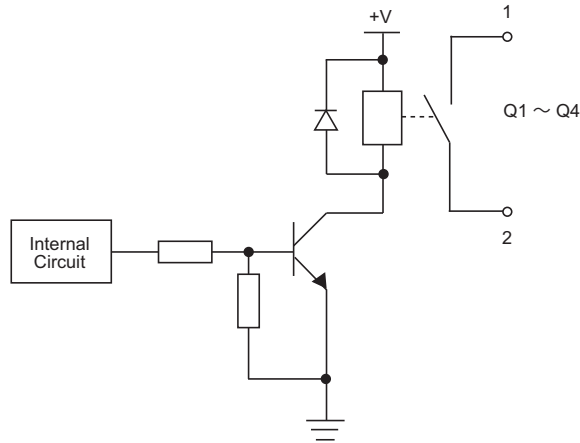 +V
1
Q1 ～ Q4
2
Internal
Circuit